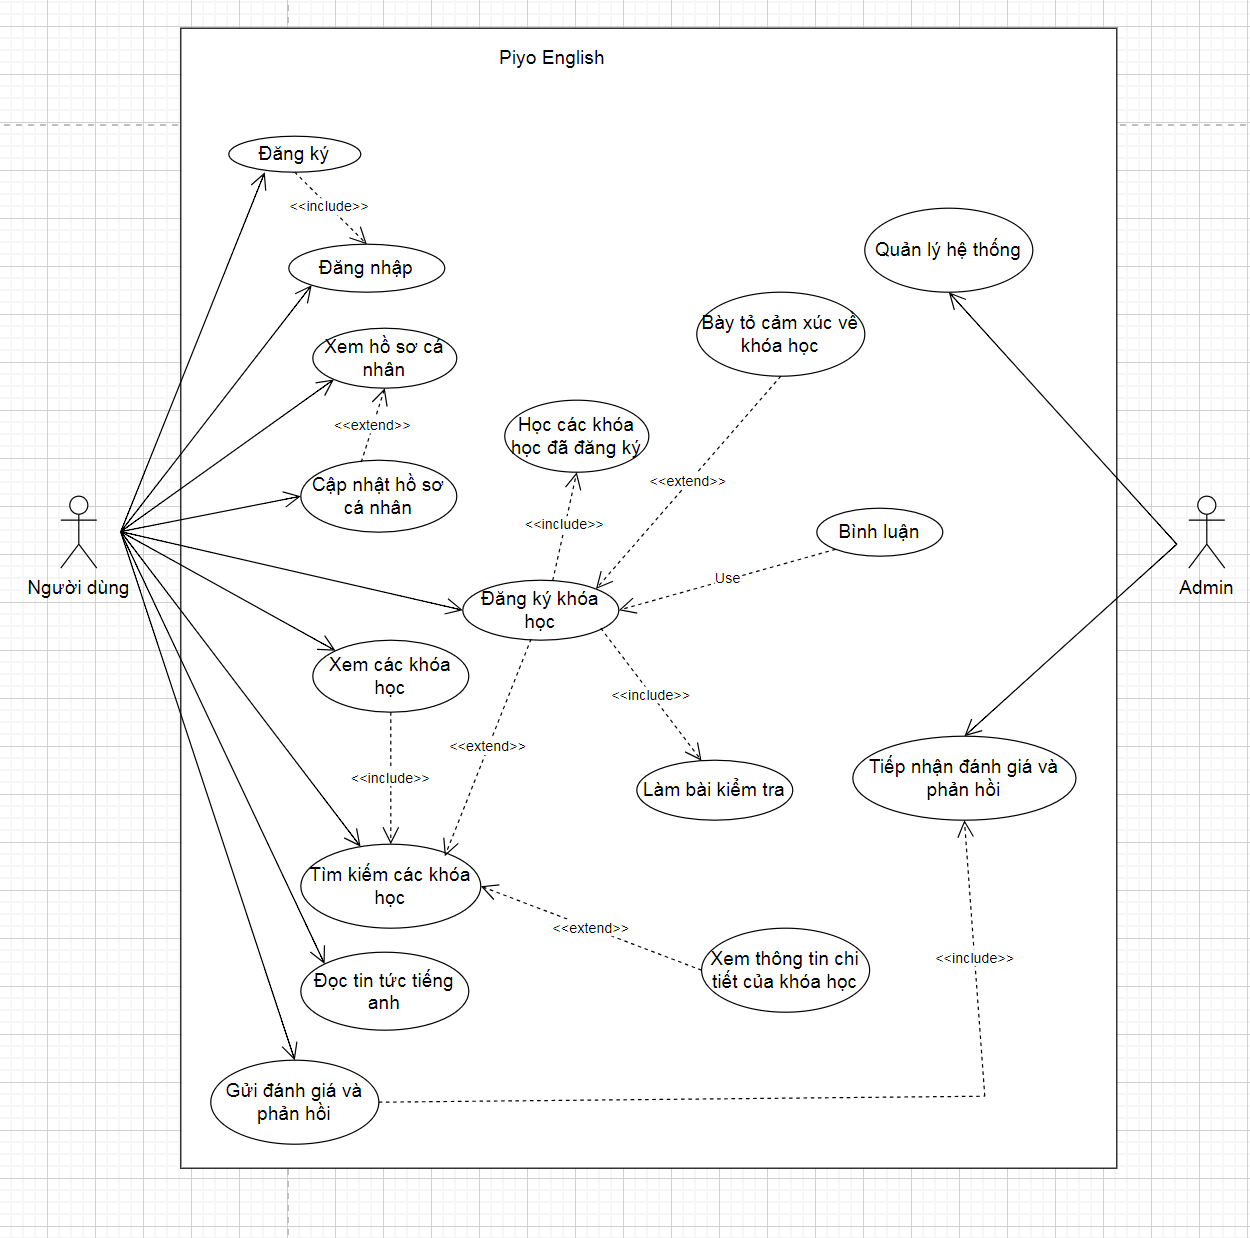 Piyo English
Đăng ký
<<include>>
Đăng nhập
Quản lý hệ thống
Bày tỏ cảm xúc về
khóa học
Xem hồ sơ cá
nhân
<<extend>>
Học các khóa
học đã đăng ký
<<extend>>
Cập nhật hồ sơ
cá nhân
<<include>>
Bình luận
Use
Người dùng
Admin
Đăng ký khóa
học
Xem các khóa
học
<<include>>
<<extend>>
<<include>>
Làm bài kiểm tra
Tiếp nhận đánh giá và
phản hồi
Tìm kiếm các khóa
học
<<extend>>
Xem thông tin chi
tiết của khóa học
<<include>>
Đọc tin tức tiếng
anh
Gửi đánh giá và
phản hồi